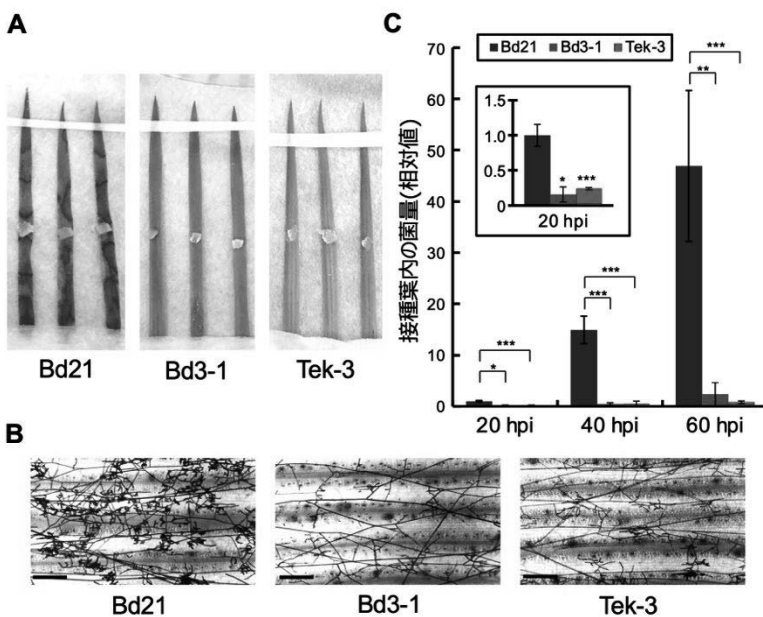 A
Bd21
Bd3-1
Tek-3
B
Bd21
Bd3-1
Tek-3
C
接種葉内の菌量(相対値)
Bd21 Bd3-1 Tek-3
70
60
50
40
30
20
10
0
1.5
1.0
0.5
0
* ***
20 hpi
***
*
***
***
***
**
20 hpi
40 hpi
60 hpi